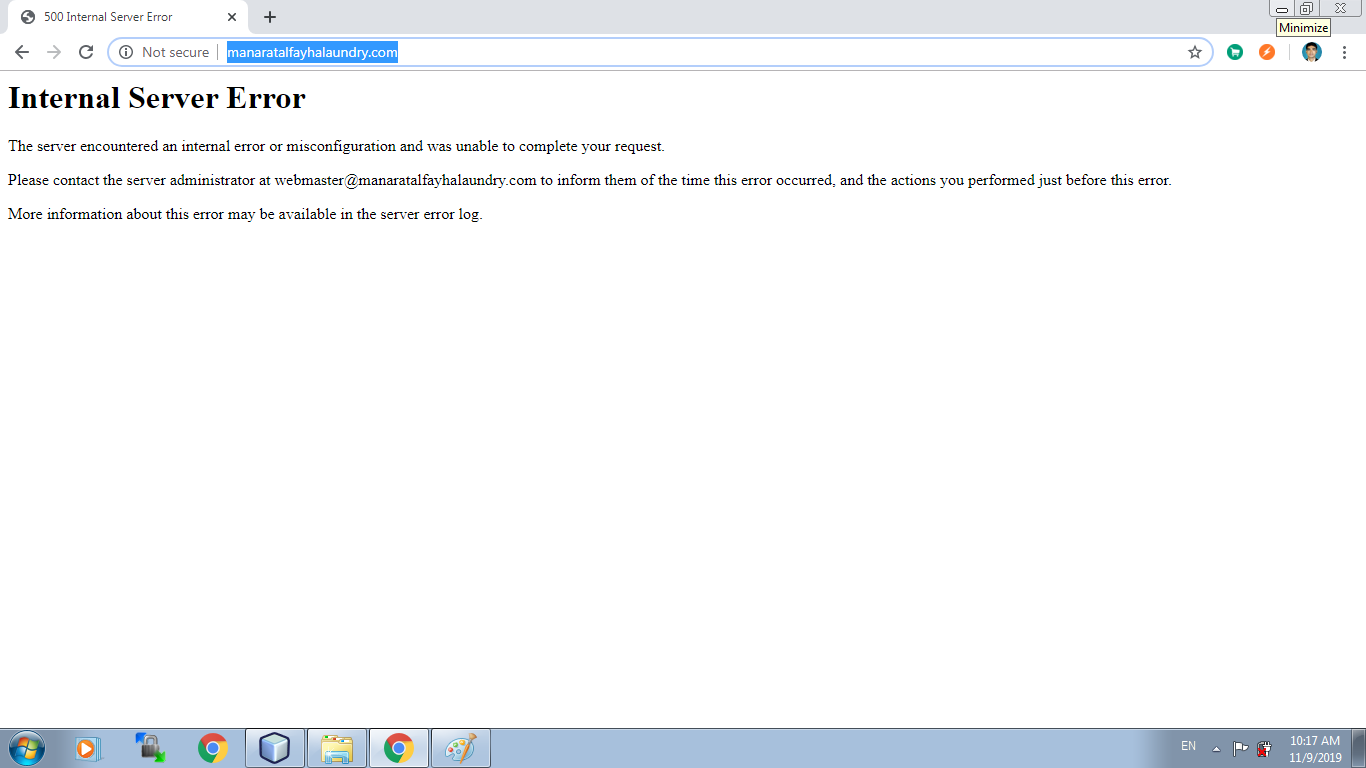 500 Internal Server Error
Minimize
Not secure
manaratalfayhalaundry.com
Internal Server Error
The server encountered an internal error or misconfiguration and was unable to complete your request.
Please contact the server administrator at webmaster@manaratalfayhalaundry.com to inform them of the time this error occurred, and the actions you performed just before this error.
More information about this error may be available in the server error log.
EN
10:17 AM
11/9/2019